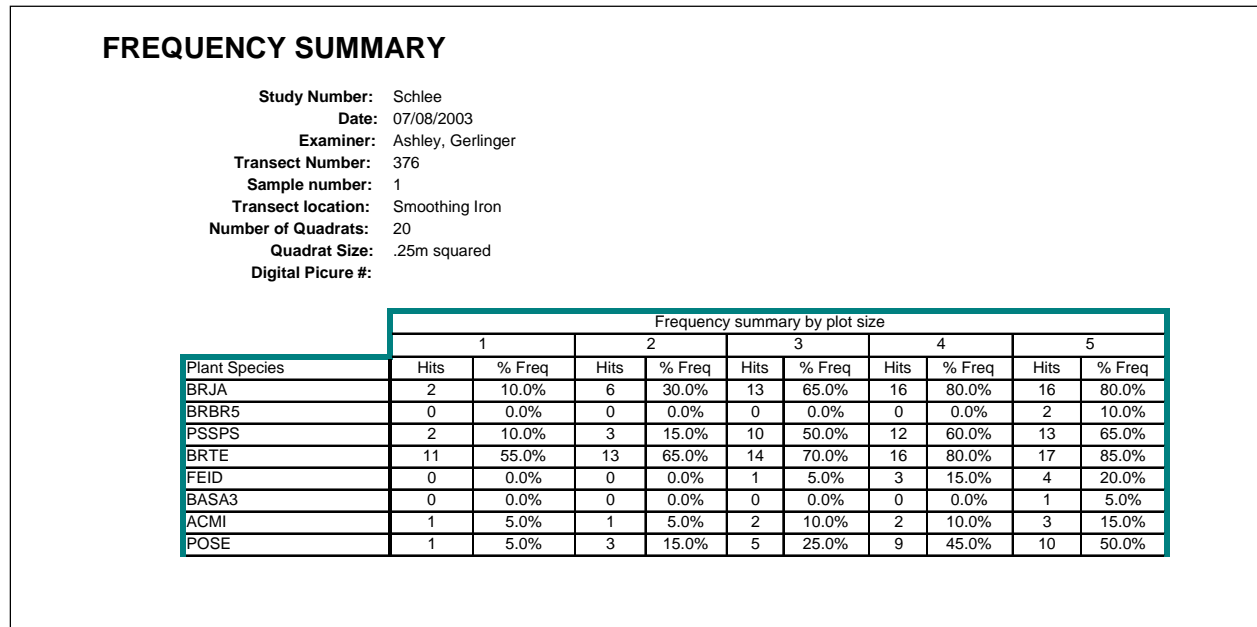 FREQUENCY SUMMARY
Study Number: Schlee
Date: 07/08/2003
Examiner: Ashley, Gerlinger
Transect Number: 376
Sample number: 1
Transect location: Smoothing Iron
Number of Quadrats: 20
Quadrat Size: .25m squared
Digital Picure #:
Frequency summary by plot size
1 2 3 4 5
Plant Species Hits % Freq Hits % Freq Hits % Freq Hits % Freq Hits % Freq
BRJA 2 10.0% 6 30.0% 13 65.0% 16 80.0% 16 80.0%
BRBR5 0 0.0% 0 0.0% 0 0.0% 0 0.0% 2 10.0%
PSSPS 2 10.0% 3 15.0% 10 50.0% 12 60.0% 13 65.0%
BRTE 11 55.0% 13 65.0% 14 70.0% 16 80.0% 17 85.0%
FEID 0 0.0% 0 0.0% 1 5.0% 3 15.0% 4 20.0%
BASA3 0 0.0% 0 0.0% 0 0.0% 0 0.0% 1 5.0%
ACMI 1 5.0% 1 5.0% 2 10.0% 2 10.0% 3 15.0%
POSE 1 5.0% 3 15.0% 5 25.0% 9 45.0% 10 50.0%